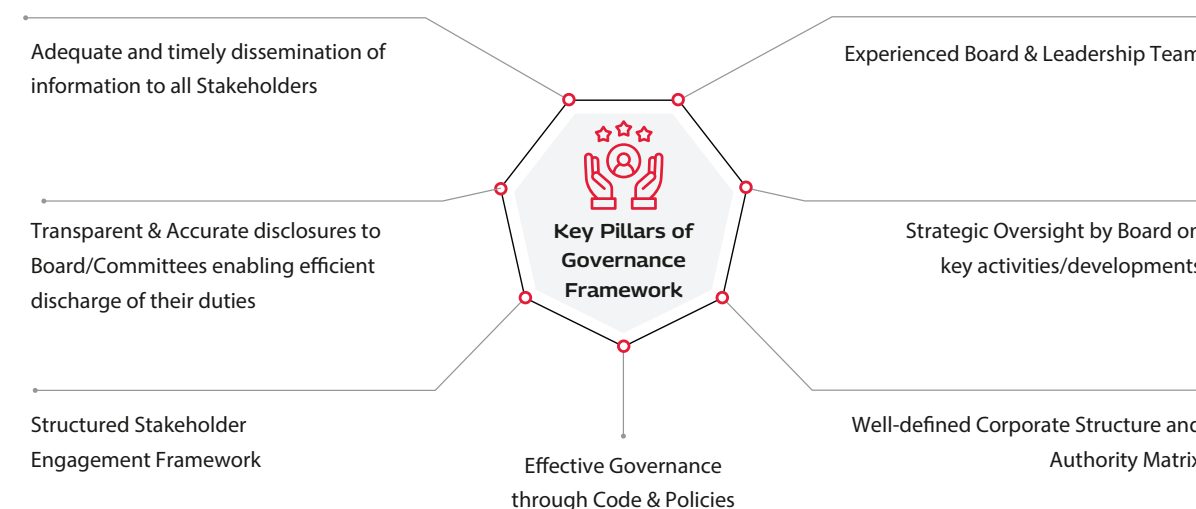 Adequate and timely dissemination of
information to all Stakeholders
Experienced Board & Leadership Team
Key Pillars of
Governance
Framework
Transparent & Accurate disclosures to
Board/Committees enabling efficient
discharge of their duties
Strategic Oversight by Board on
key activities/developments
Structured Stakeholder
Engagement Framework
Effective Governance
through Code & Policies
Well-defined Corporate Structure and
Authority Matrix